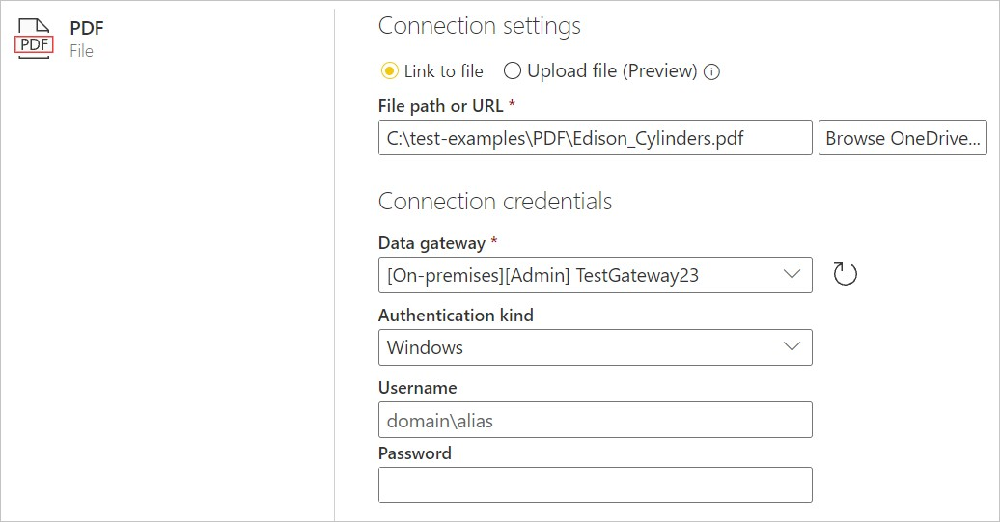 PDF
PDF
File
Connection settings
Link to file
Upload file (Preview)
File path or URL *
C:\test-examples\PDF\Edison_Cylinders.pdf
Browse OneDrive...
Connection credentials
Data gateway *
[On-premises][Admin] TestGateway23
Authentication kind
Windows
Username
domain\alias
Password